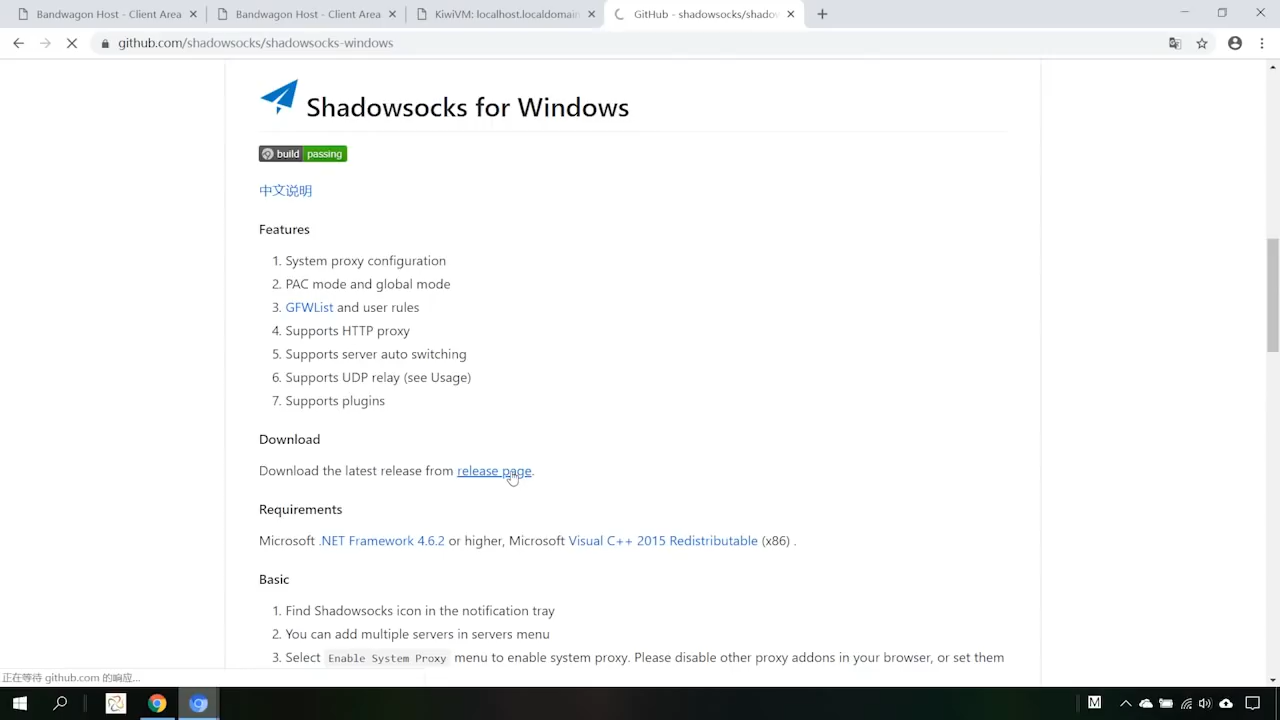 Bandwagon Host - Client Area
Bandwagon Host - Client Area
KiwiVM: localhost.localdomain
GitHub - shadowsocks/shadow
github.com/shadowsocks/shadowsocks-windows
Shadowsocks for Windows
build passing
中文说明
Features
1. System proxy configuration
2. PAC mode and global mode
3. GFWList and user rules
4. Supports HTTP proxy
5. Supports server auto switching
6. Supports UDP relay (see Usage)
7. Supports plugins
Download
Download the latest release from release page.
Requirements
Microsoft .NET Framework 4.6.2 or higher, Microsoft Visual C++ 2015 Redistributable (x86) .
Basic
1. Find Shadowsocks icon in the notification tray
2. You can add multiple servers in servers menu
3. Select Enable System Proxy menu to enable system proxy. Please disable other proxy addons in your browser, or set them
正在等待 github.com 的响应...
M